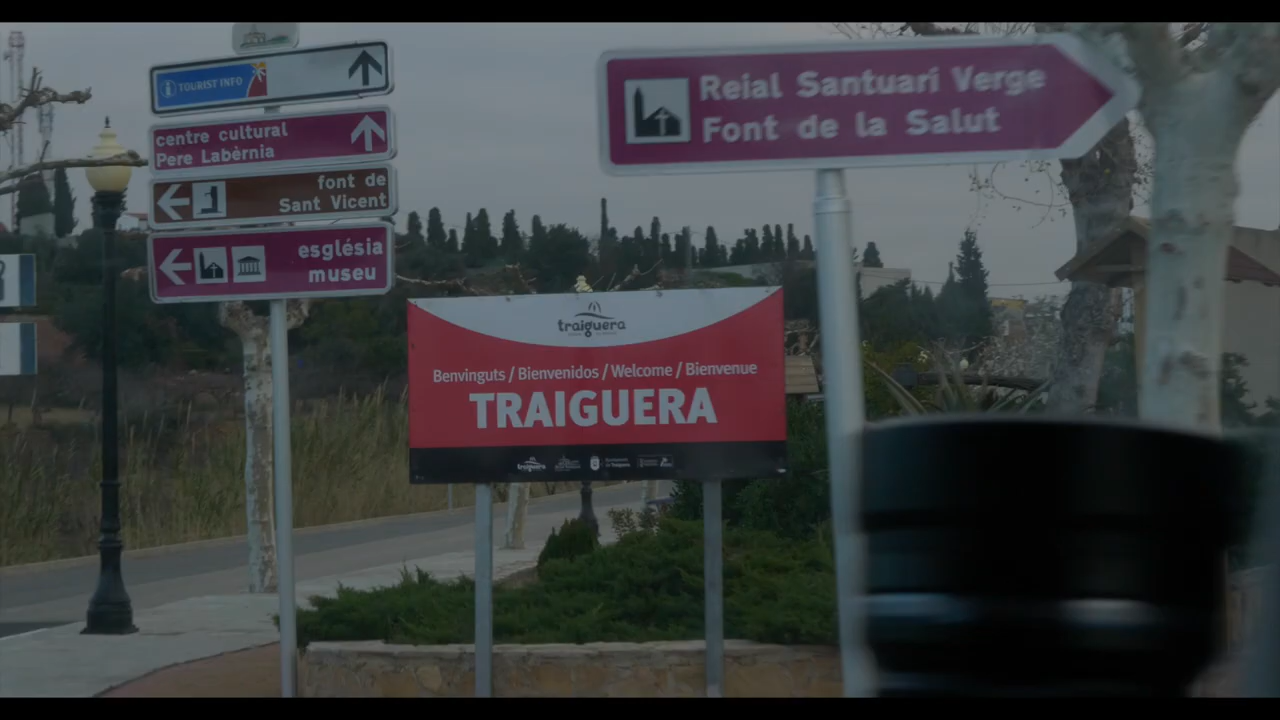 TOURIST INFO
centre cultural
Pere Labèrnia
font de
Sant Vicent
església
museu
Reial Santuari Verge
Font de la Salut
traiguera
Benvinguts / Bienvenidos / Welcome / Bienvenue
TRAIGUERA
traiguera